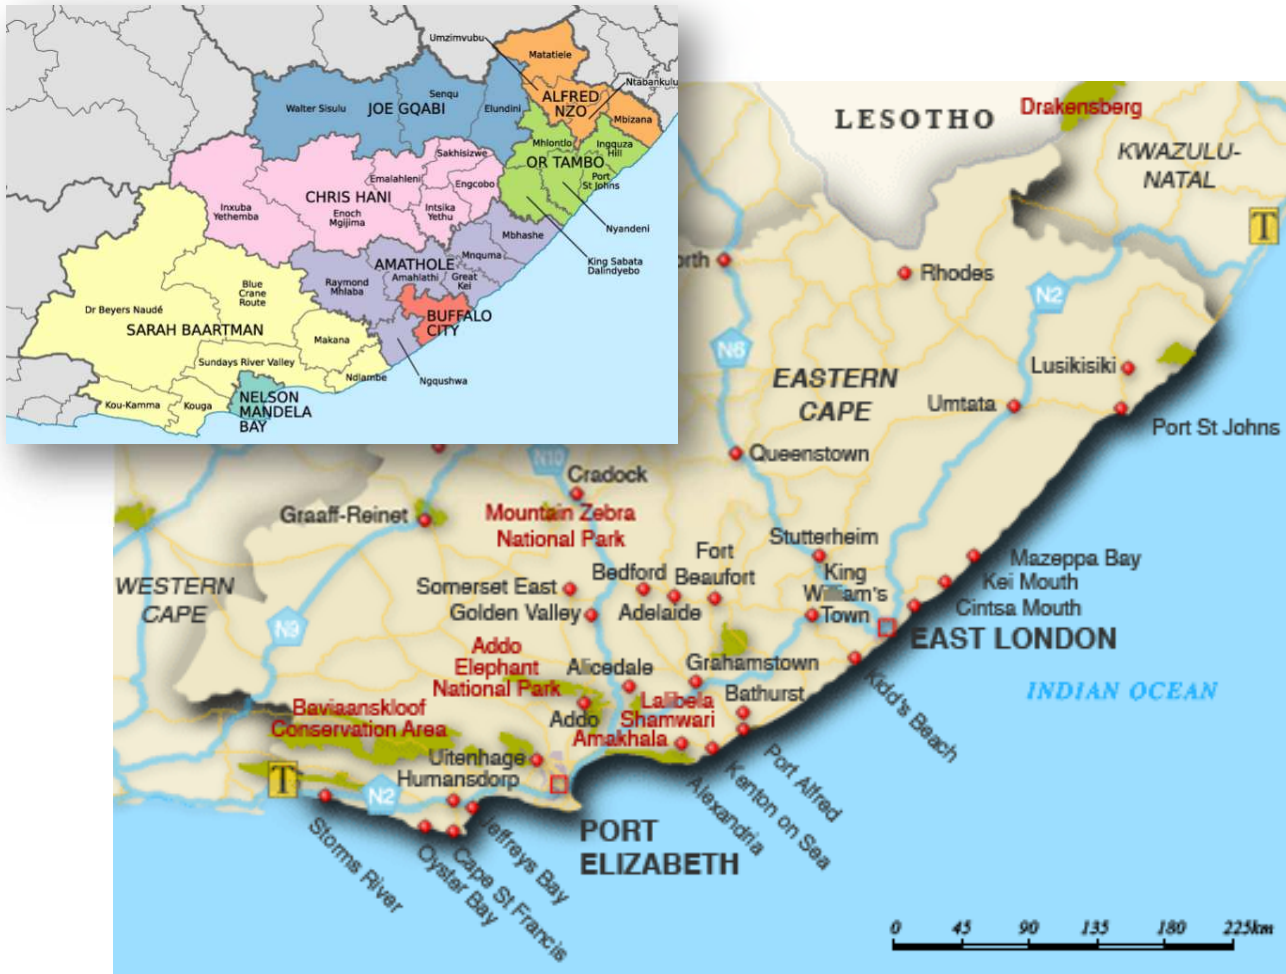 Umzimvubu
Matatiele
Ntabankulu
ALFRED
NZO
Mbizana
Walter Sisulu
JOE GQABI
Senqu
Elundini
Mhlontlo
Ingquza
Hill
OR TAMBO
Port
St Johns
Nyandeni
King Sabata
Dalindyebo
Sakhisizwe
Emalahleni
Engcobo
CHRIS HANI
Inxuba
Yethemba
Enoch
Mgijima
Intsika
Yethu
Mbhashe
Mnquma
AMATHOLE
Amahlathi
Great
Kei
Raymond
Mhlaba
BUFFALO
CITY
Ngqushwa
Dr Beyers Naudé
Blue
Crane
Route
SARAH BAARTMAN
Makana
Sundays River Valley
Ndlambe
Kou-Kamma
Kouga
NELSON
MANDELA
BAY
LESOTHO
Drakensberg
KWAZULU-
NATAL
T
orth
Rhodes
N2
N6
Lusikisiki
EASTERN
CAPE
Umtata
Port St Johns
Queenstown
N10
Cradock
Graaff-Reinet
Mountain Zebra
National Park
Stutterheim
Fort
Beaufort
Bedford
Adelaide
King
William's
Town
Mazeppa Bay
Kei Mouth
Cintsa Mouth
EAST LONDON
WESTERN
CAPE
Somerset East
Golden Valley
N9
Addo
Elephant
National Park
Alicedale
Grahamstown
Lalibela
Shamwari
Amakhala
Bathurst
Kidd's Beach
INDIAN OCEAN
Baviaanskloof
Conservation Area
Addo
Uitenhage
Humansdorp
T
N2
Port Alfred
Kenton on Sea
Alexandria
PORT
ELIZABETH
Storms River
Jeffreys Bay
Cape St Francis
Oyster Bay
0 45 90 135 180 225km